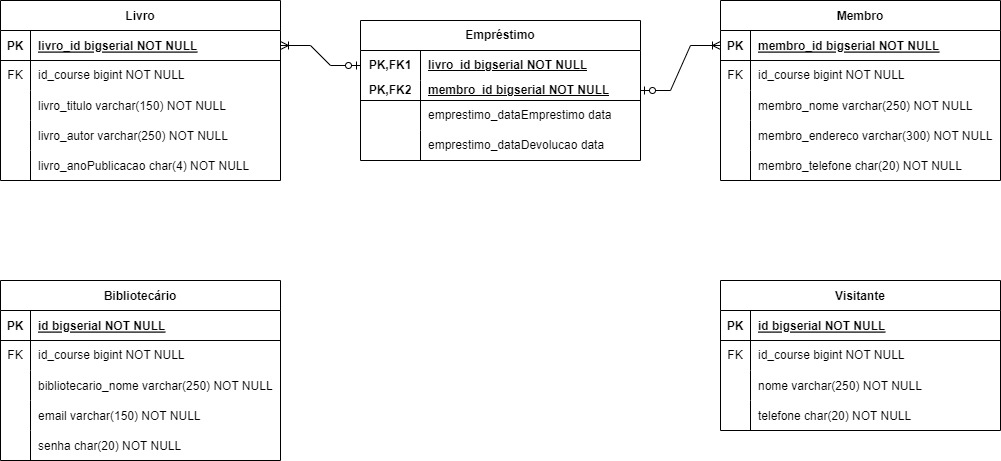 Livro
PK livro_id bigserial NOT NULL
FK id_course bigint NOT NULL
livro_titulo varchar(150) NOT NULL
livro_autor varchar(250) NOT NULL
livro_anoPublicacao char(4) NOT NULL
Empréstimo
PK,FK1 livro_id bigserial NOT NULL
PK,FK2 membro_id bigserial NOT NULL
emprestimo_dataEmprestimo data
emprestimo_dataDevolucao data
Membro
PK membro_id bigserial NOT NULL
FK id_course bigint NOT NULL
membro_nome varchar(250) NOT NULL
membro_endereco varchar(300) NOT NULL
membro_telefone char(20) NOT NULL
Bibliotecário
PK id bigserial NOT NULL
FK id_course bigint NOT NULL
bibliotecario_nome varchar(250) NOT NULL
email varchar(150) NOT NULL
senha char(20) NOT NULL
Visitante
PK id bigserial NOT NULL
FK id_course bigint NOT NULL
nome varchar(250) NOT NULL
telefone char(20) NOT NULL